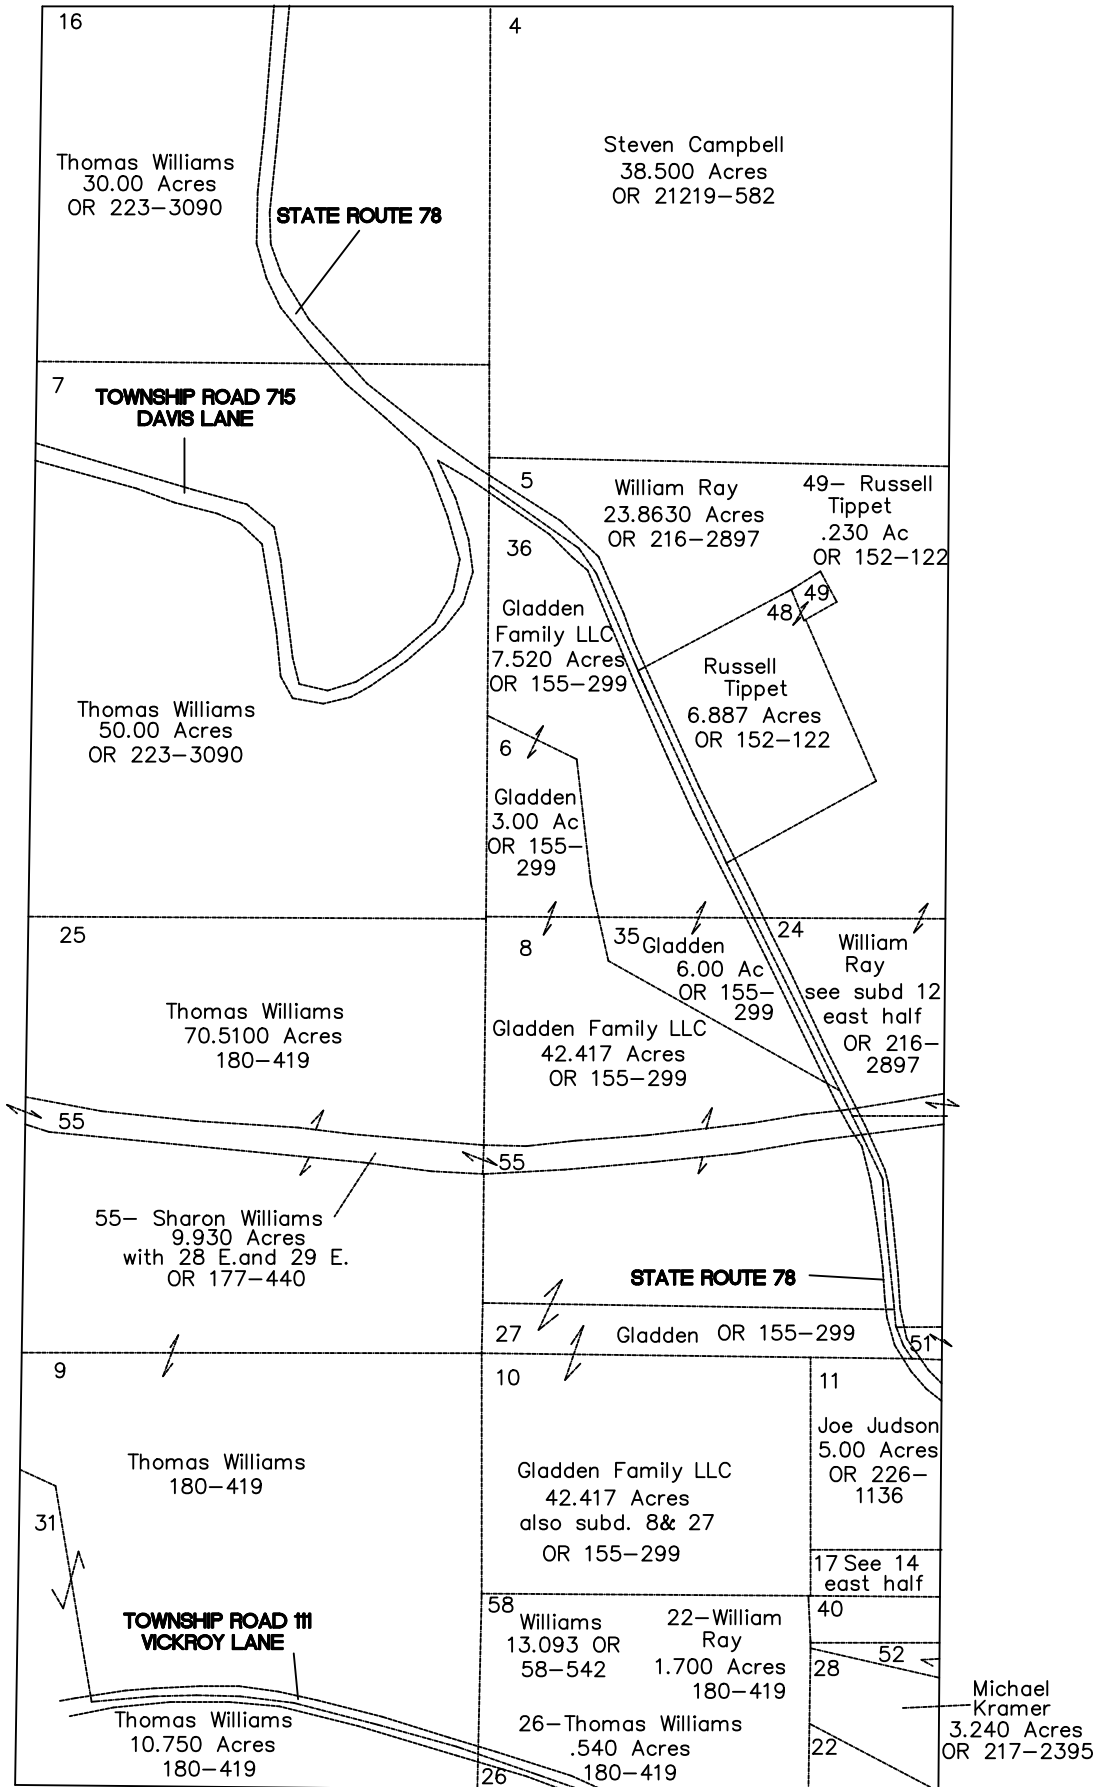 16
4
Thomas Williams
30.00 Acres
OR 223-3090
Steven Campbell
38.500 Acres
OR 21219-582
STATE ROUTE 78
7
TOWNSHIP ROAD 715
DAVIS LANE
5
William Ray
23.8630 Acres
OR 216-2897
49- Russell
Tippet
.230 Ac
OR 152-122
36
49
48
Gladden
Family LLC
7.520 Acres
OR 155-299
Russell
Tippet
6.887 Acres
OR 152-122
Thomas Williams
50.00 Acres
OR 223-3090
6
Gladden
3.00 Ac
OR 155-
299
25
8
35
Gladden
6.00 Ac
OR 155-
299
24
William
Ray
see subd 12
east half
OR 216-
2897
Thomas Williams
70.5100 Acres
180-419
Gladden Family LLC
42.417 Acres
OR 155-299
55
55
55- Sharon Williams
9.930 Acres
with 28 E.and 29 E.
OR 177-440
STATE ROUTE 78
27
Gladden OR 155-299
51
9
10
11
Thomas Williams
180-419
Gladden Family LLC
42.417 Acres
also subd. 8& 27
OR 155-299
Joe Judson
5.00 Acres
OR 226-
1136
31
17 See 14
east half
58
Williams
13.093 OR
58-542
22-William
Ray
1.700 Acres
180-419
40
52
28
TOWNSHIP ROAD 111
VICKROY LANE
Michael
Kramer
3.240 Acres
OR 217-2395
Thomas Williams
10.750 Acres
180-419
26-Thomas Williams
.540 Acres
180-419
22
26